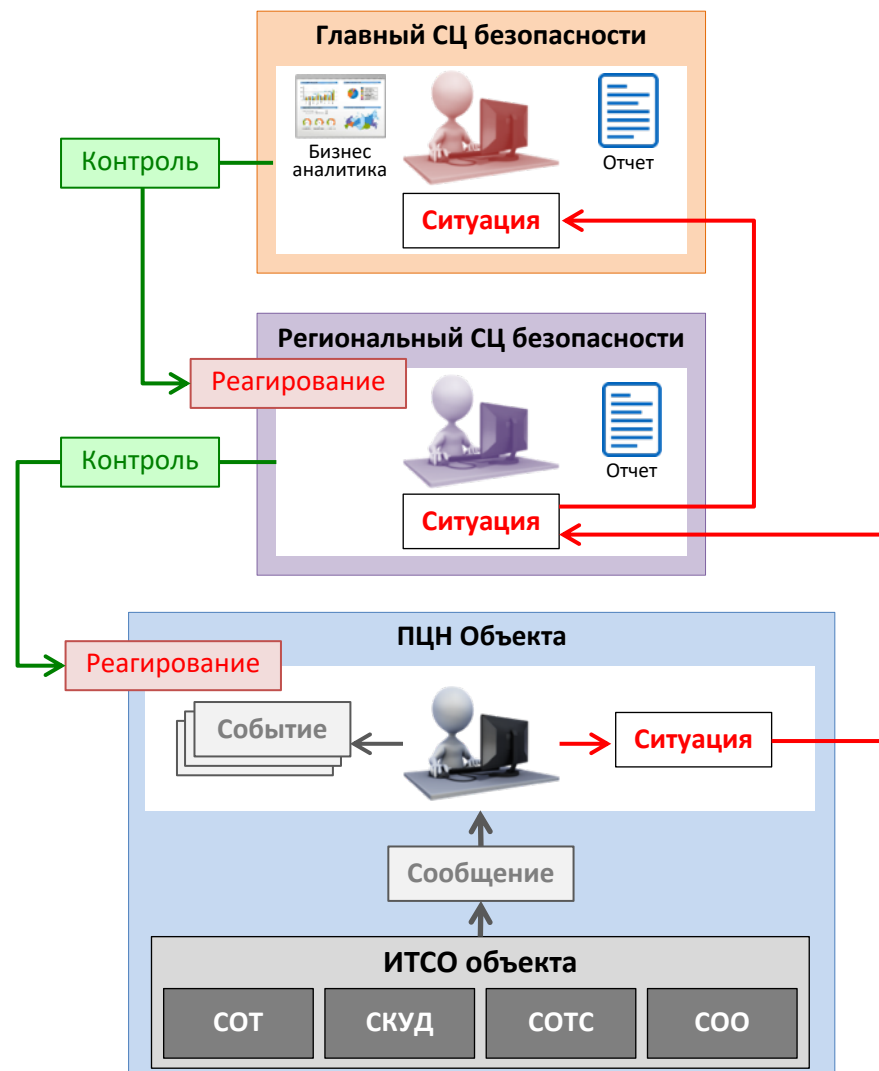 Главный СЦ безопасности
Бизнес
аналитика
Отчет
Контроль
Ситуация
Региональный СЦ безопасности
Реагирование
Контроль
Отчет
Ситуация
ПЦН Объекта
Реагирование
Событие
Ситуация
Сообщение
ИТСО объекта
СОТ
СКУД
СОТС
СОО